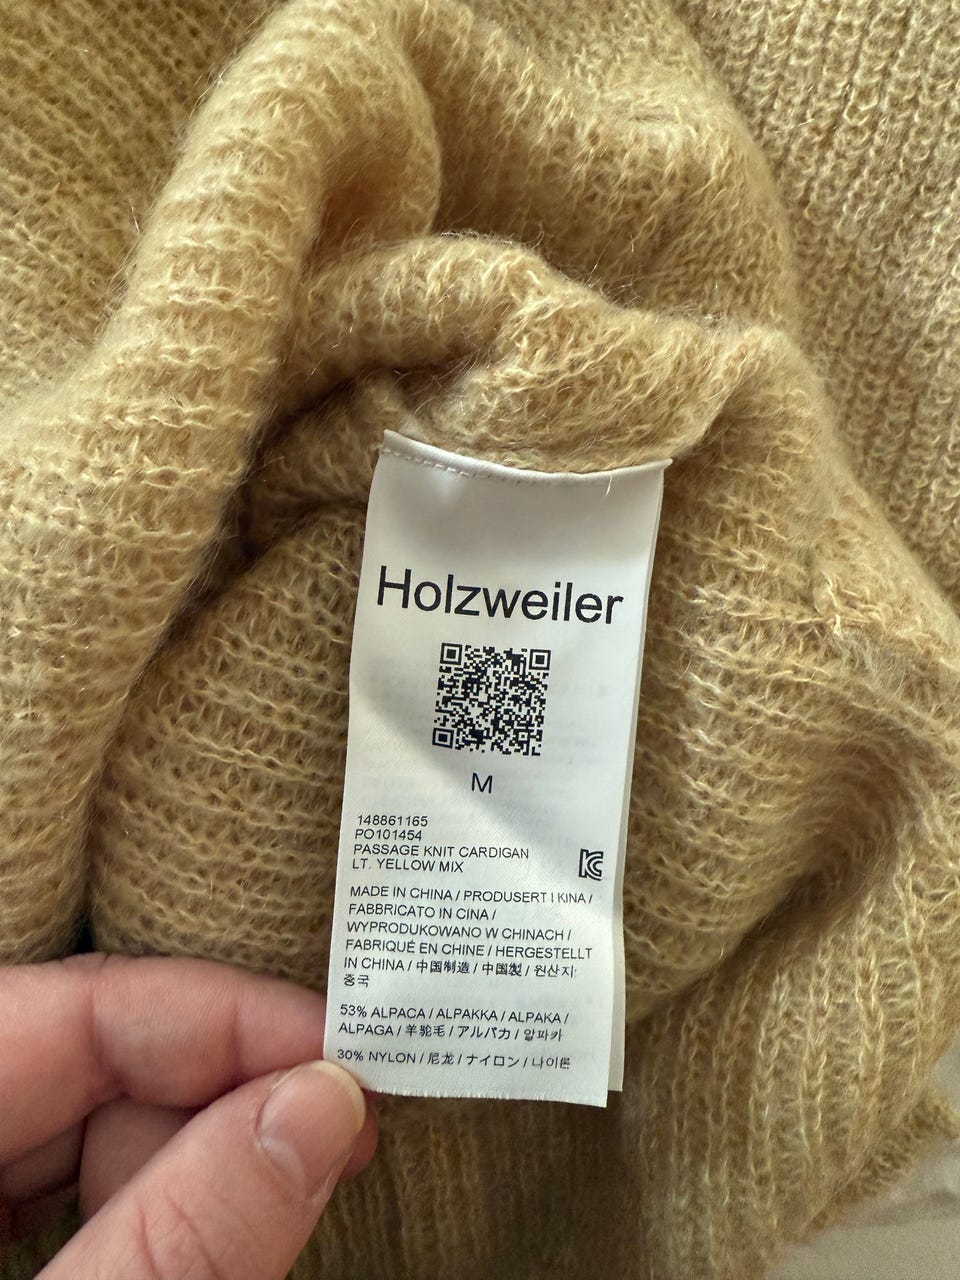 Holzweiler
M
148861165
PO101454
PASSAGE KNIT CARDIGAN
LT. YELLOW MIX
MADE IN CHINA / PRODUSERT I KINA /
FABBRICATO IN CINA /
WYPRODUKOWANO W CHINACH /
FABRIQUÉ EN CHINE / HERGESTELLT
IN CHINA / 中国制造 / 中国製 / 원산지:
중국
53% ALPACA / ALPAKKA / ALPAKA /
ALPAGA / 羊驼毛 / アルパカ / 알파카
30% NYLON / 尼龙 / ナイロン / 나이론